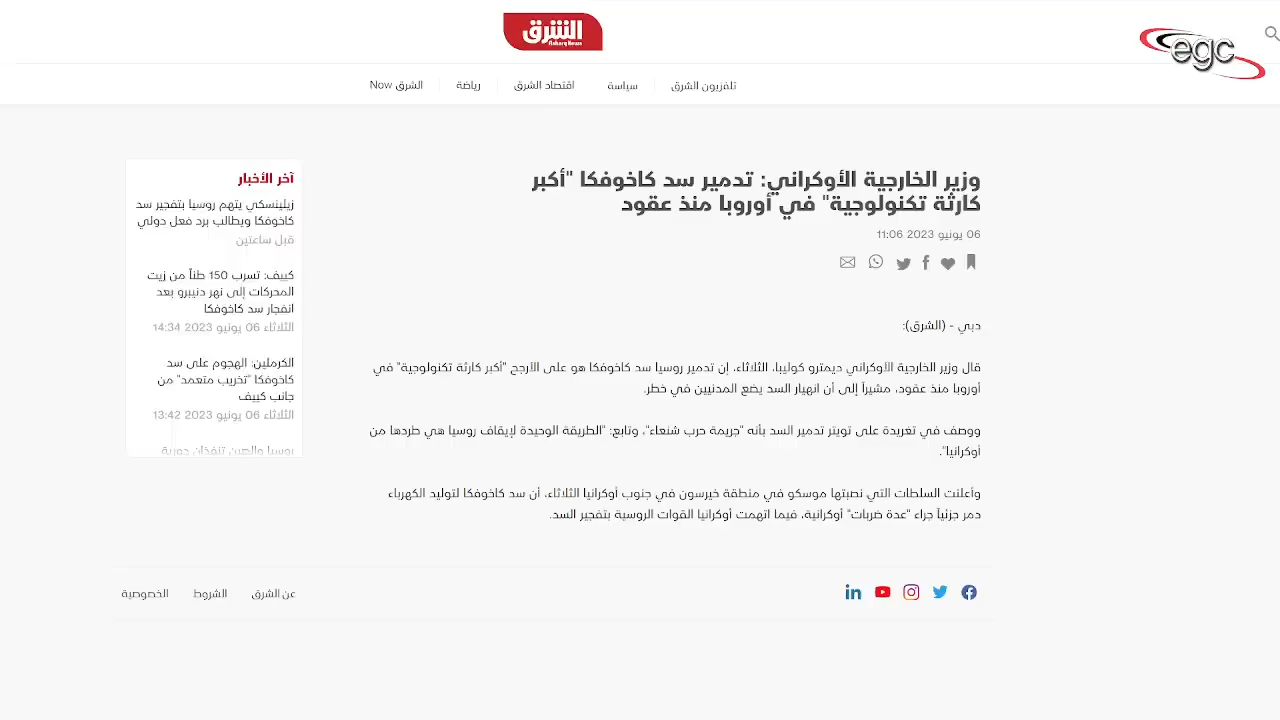 الشرق
Asharq News
egc
تلفزيون الشرق
سياسة
اقتصاد الشرق
رياضة
الشرق Now
وزير الخارجية الأوكراني: تدمير سد كاخوفكا "أكبر
كارثة تكنولوجية" في أوروبا منذ عقود
06 يونيو 2023 11:06
دبي - (الشرق):
قال وزير الخارجية الأوكراني ديمترو كوليبا، الثلاثاء، إن تدمير روسيا سد كاخوفكا هو على الأرجح "أكبر كارثة تكنولوجية" في
أوروبا منذ عقود، مشيراً إلى أن انهيار السد يضع المدنيين في خطر.
ووصف في تغريدة على تويتر تدمير السد بأنه "جريمة حرب شنعاء"، وتابع: "الطريقة الوحيدة لإيقاف روسيا هي طردها من
أوكرانيا".
وأعلنت السلطات التي نصبتها موسكو في منطقة خيرسون في جنوب أوكرانيا الثلاثاء، أن سد كاخوفكا لتوليد الكهرباء
دمر جزئياً جراء "عدة ضربات" أوكرانية، فيما اتهمت أوكرانيا القوات الروسية بتفجير السد.
آخر الأخبار
زيلينسكي يتهم روسيا بتفجير سد
كاخوفكا ويطالب برد فعل دولي
قبل ساعتين
كييف: تسرب 150 طناً من زيت
المحركات إلى نهر دنيبرو بعد
انفجار سد كاخوفكا
الثلاثاء 06 يونيو 2023 14:34
الكرملين: الهجوم على سد
كاخوفكا "تخريب متعمد" من
جانب كييف
الثلاثاء 06 يونيو 2023 13:42
روسيا والصين تنفذان دورية
عن الشرق
الشروط
الخصوصية